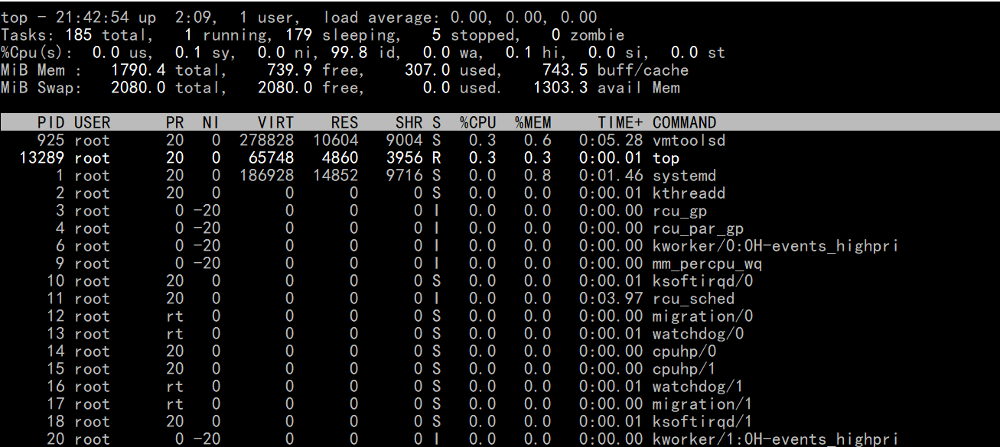 top - 21:42:54 up  2:09,  1 user,  load average: 0.00, 0.00, 0.00
Tasks: 185 total,   1 running, 179 sleeping,   5 stopped,   0 zombie
%Cpu(s):  0.0 us,  0.1 sy,  0.0 ni, 99.8 id,  0.0 wa,  0.1 hi,  0.0 si,  0.0 st
MiB Mem :   1790.4 total,    739.9 free,    307.0 used,    743.5 buff/cache
MiB Swap:   2080.0 total,   2080.0 free,      0.0 used.   1303.3 avail Mem
    PID USER      PR  NI    VIRT    RES    SHR S  %CPU  %MEM     TIME+ COMMAND
    925 root      20   0  278828  10604   9004 S   0.3   0.6   0:05.28 vmtoolsd
  13289 root      20   0   65748   4860   3956 R   0.3   0.3   0:00.01 top
      1 root      20   0  186928  14852   9716 S   0.0   0.8   0:01.46 systemd
      2 root      20   0       0      0      0 S   0.0   0.0   0:00.01 kthreadd
      3 root       0 -20       0      0      0 I   0.0   0.0   0:00.00 rcu_gp
      4 root       0 -20       0      0      0 I   0.0   0.0   0:00.00 rcu_par_gp
      6 root       0 -20       0      0      0 I   0.0   0.0   0:00.00 kworker/0:0H-events_highpri
      9 root       0 -20       0      0      0 I   0.0   0.0   0:00.00 mm_percpu_wq
     10 root      20   0       0      0      0 S   0.0   0.0   0:00.01 ksoftirqd/0
     11 root      20   0       0      0      0 I   0.0   0.0   0:03.97 rcu_sched
     12 root      rt   0       0      0      0 S   0.0   0.0   0:00.00 migration/0
     13 root      rt   0       0      0      0 S   0.0   0.0   0:00.01 watchdog/0
     14 root      20   0       0      0      0 S   0.0   0.0   0:00.00 cpuhp/0
     15 root      20   0       0      0      0 S   0.0   0.0   0:00.00 cpuhp/1
     16 root      rt   0       0      0      0 S   0.0   0.0   0:00.01 watchdog/1
     17 root      rt   0       0      0      0 S   0.0   0.0   0:00.00 migration/1
     18 root      20   0       0      0      0 S   0.0   0.0   0:00.01 ksoftirqd/1
     20 root       0 -20       0      0      0 I   0.0   0.0   0:00.00 kworker/1:0H-events_highpri